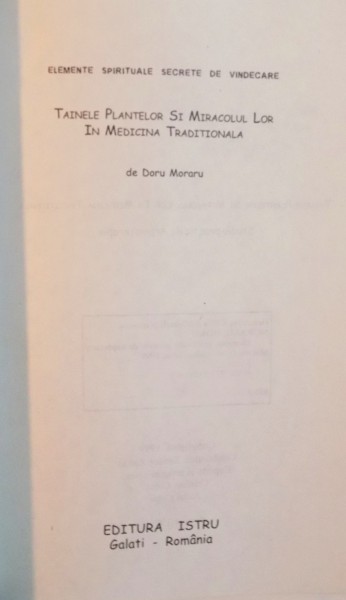 ELEMENTE SPIRITUALE SECRETE DE VINDECARE
TAINELE PLANTELOR SI MIRACOLUL LOR
IN MEDICINA TRADITIONALA
de Doru Moraru
EDITURA ISTRU
Galati - România